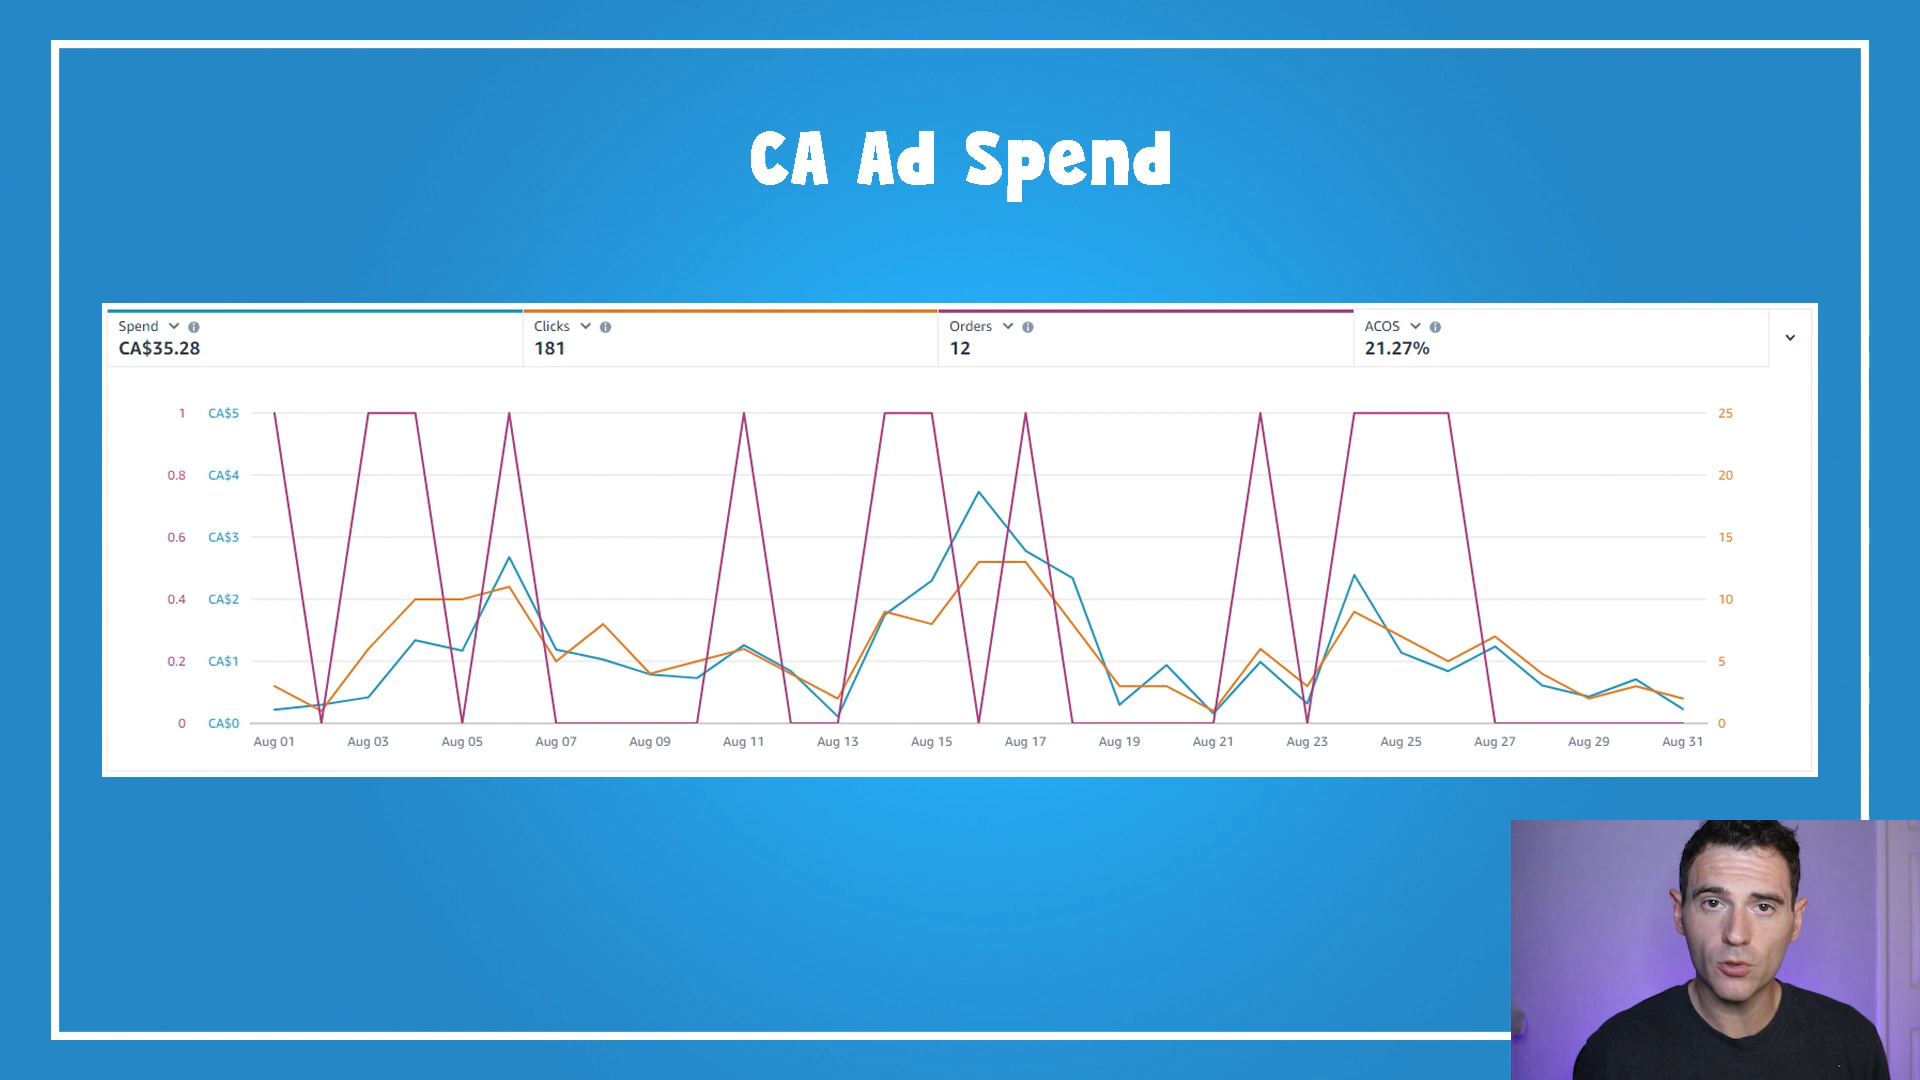 CA Ad Spend
Spend Clicks Orders ACOS
CA$35.28 181 12 21.27%
1 CA$5 25
0.8 CA$4 20
0.6 CA$3 15
0.4 CA$2 10
0.2 CA$1 5
0 CA$0 0
Aug 01 Aug 03 Aug 05 Aug 07 Aug 09 Aug 11 Aug 13 Aug 15 Aug 17 Aug 19 Aug 21 Aug 23 Aug 25 Aug 27 Aug 29 Aug 31